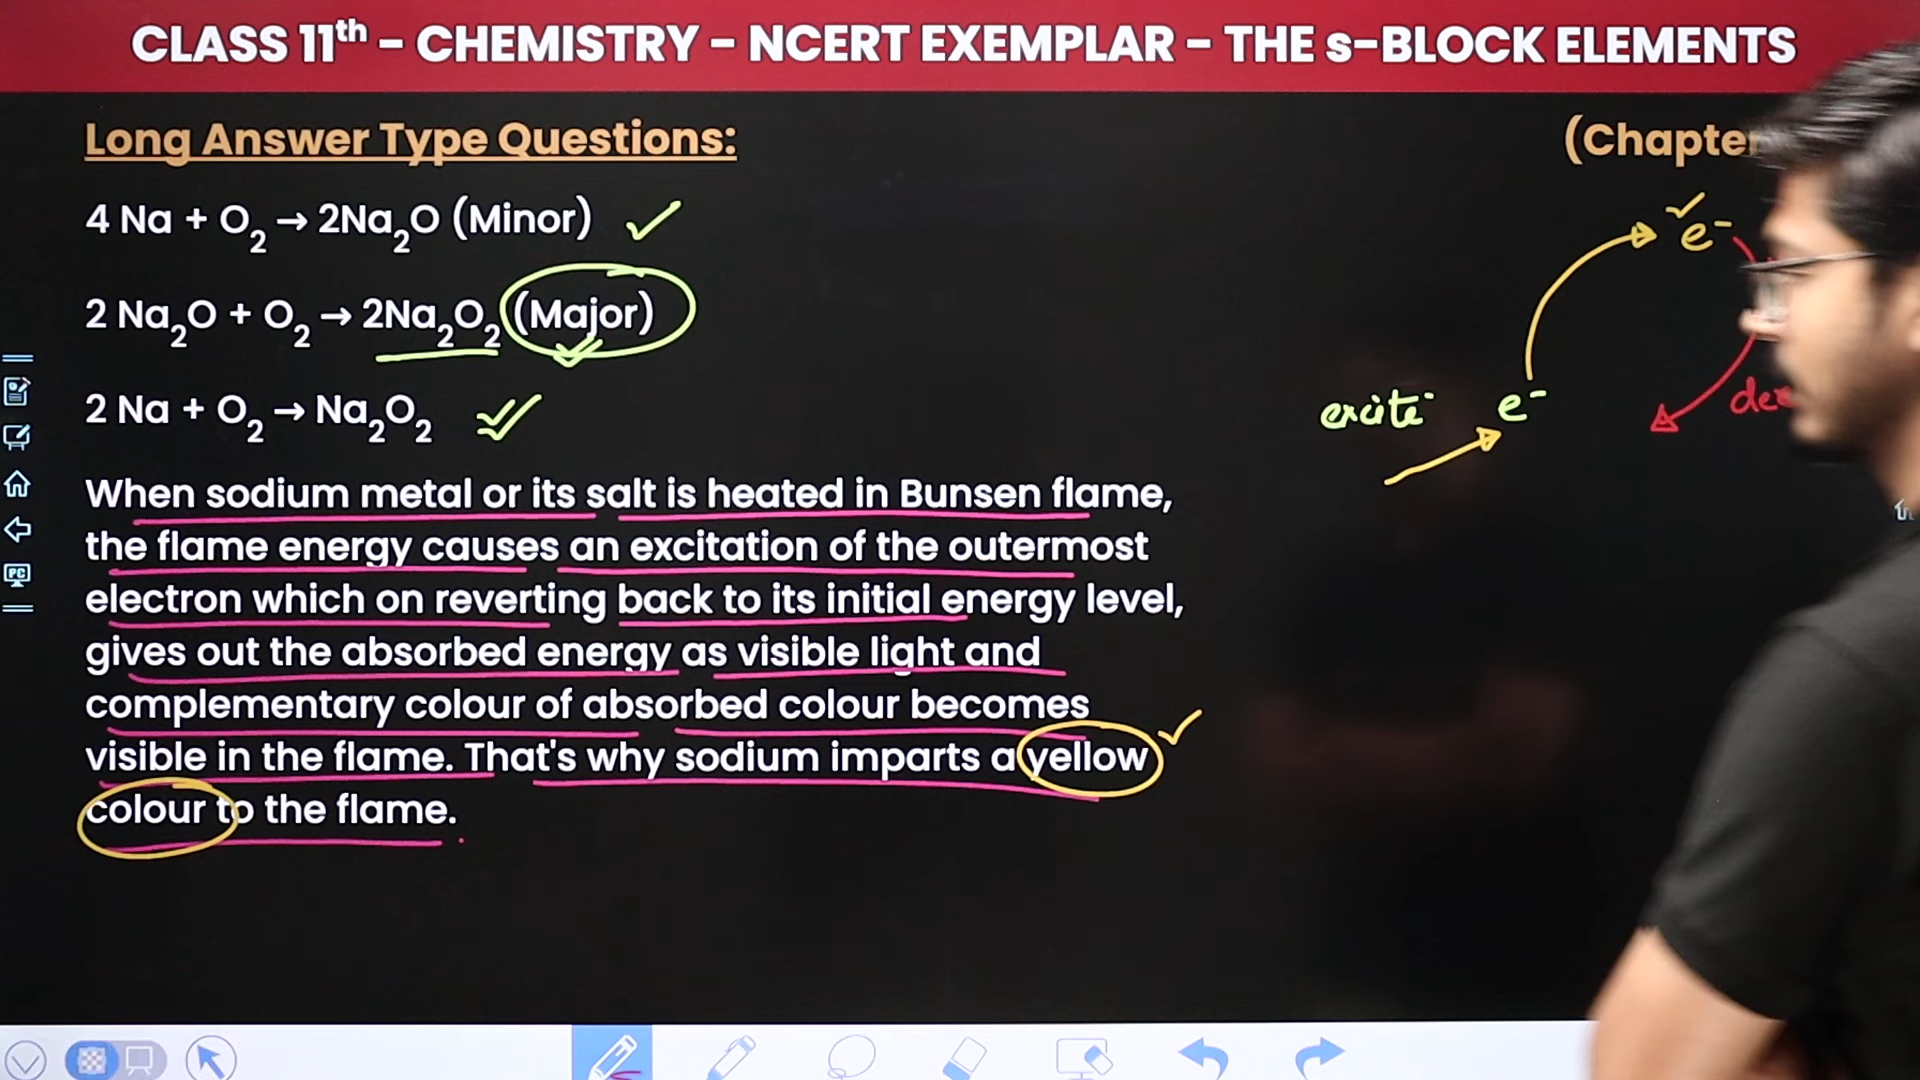 CLASS 11th - CHEMISTRY - NCERT EXEMPLAR - THE s-BLOCK ELEMENTS
Long Answer Type Questions:
(Chapter
4 Na + O₂ → 2Na₂O (Minor)
2 Na₂O + O₂ → 2Na₂O₂ (Major)
2 Na + O₂ → Na₂O₂
e⁻
excite e⁻
When sodium metal or its salt is heated in Bunsen flame,
the flame energy causes an excitation of the outermost
electron which on reverting back to its initial energy level,
gives out the absorbed energy as visible light and
complementary colour of absorbed colour becomes
visible in the flame. That's why sodium imparts a yellow
colour to the flame.
PC